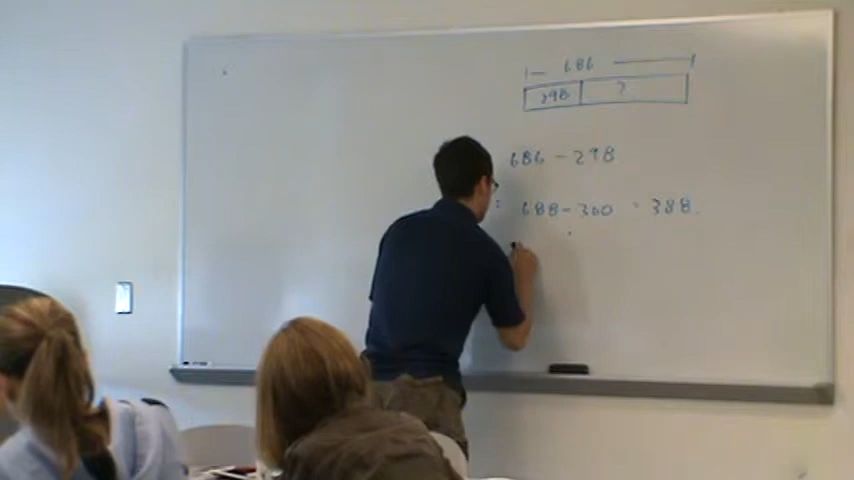 686
298 ?
686 - 298
= 688 - 300 = 388.